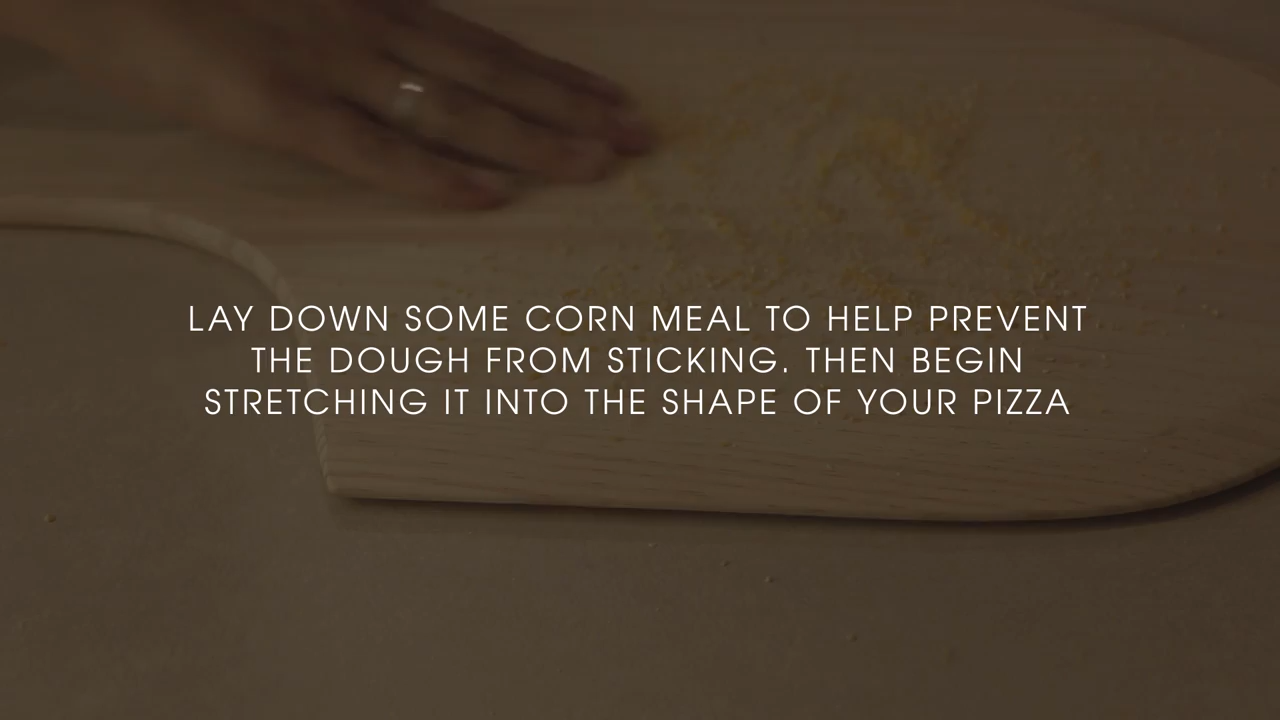 LAY DOWN SOME CORN MEAL TO HELP PREVENT
THE DOUGH FROM STICKING. THEN BEGIN
STRETCHING IT INTO THE SHAPE OF YOUR PIZZA